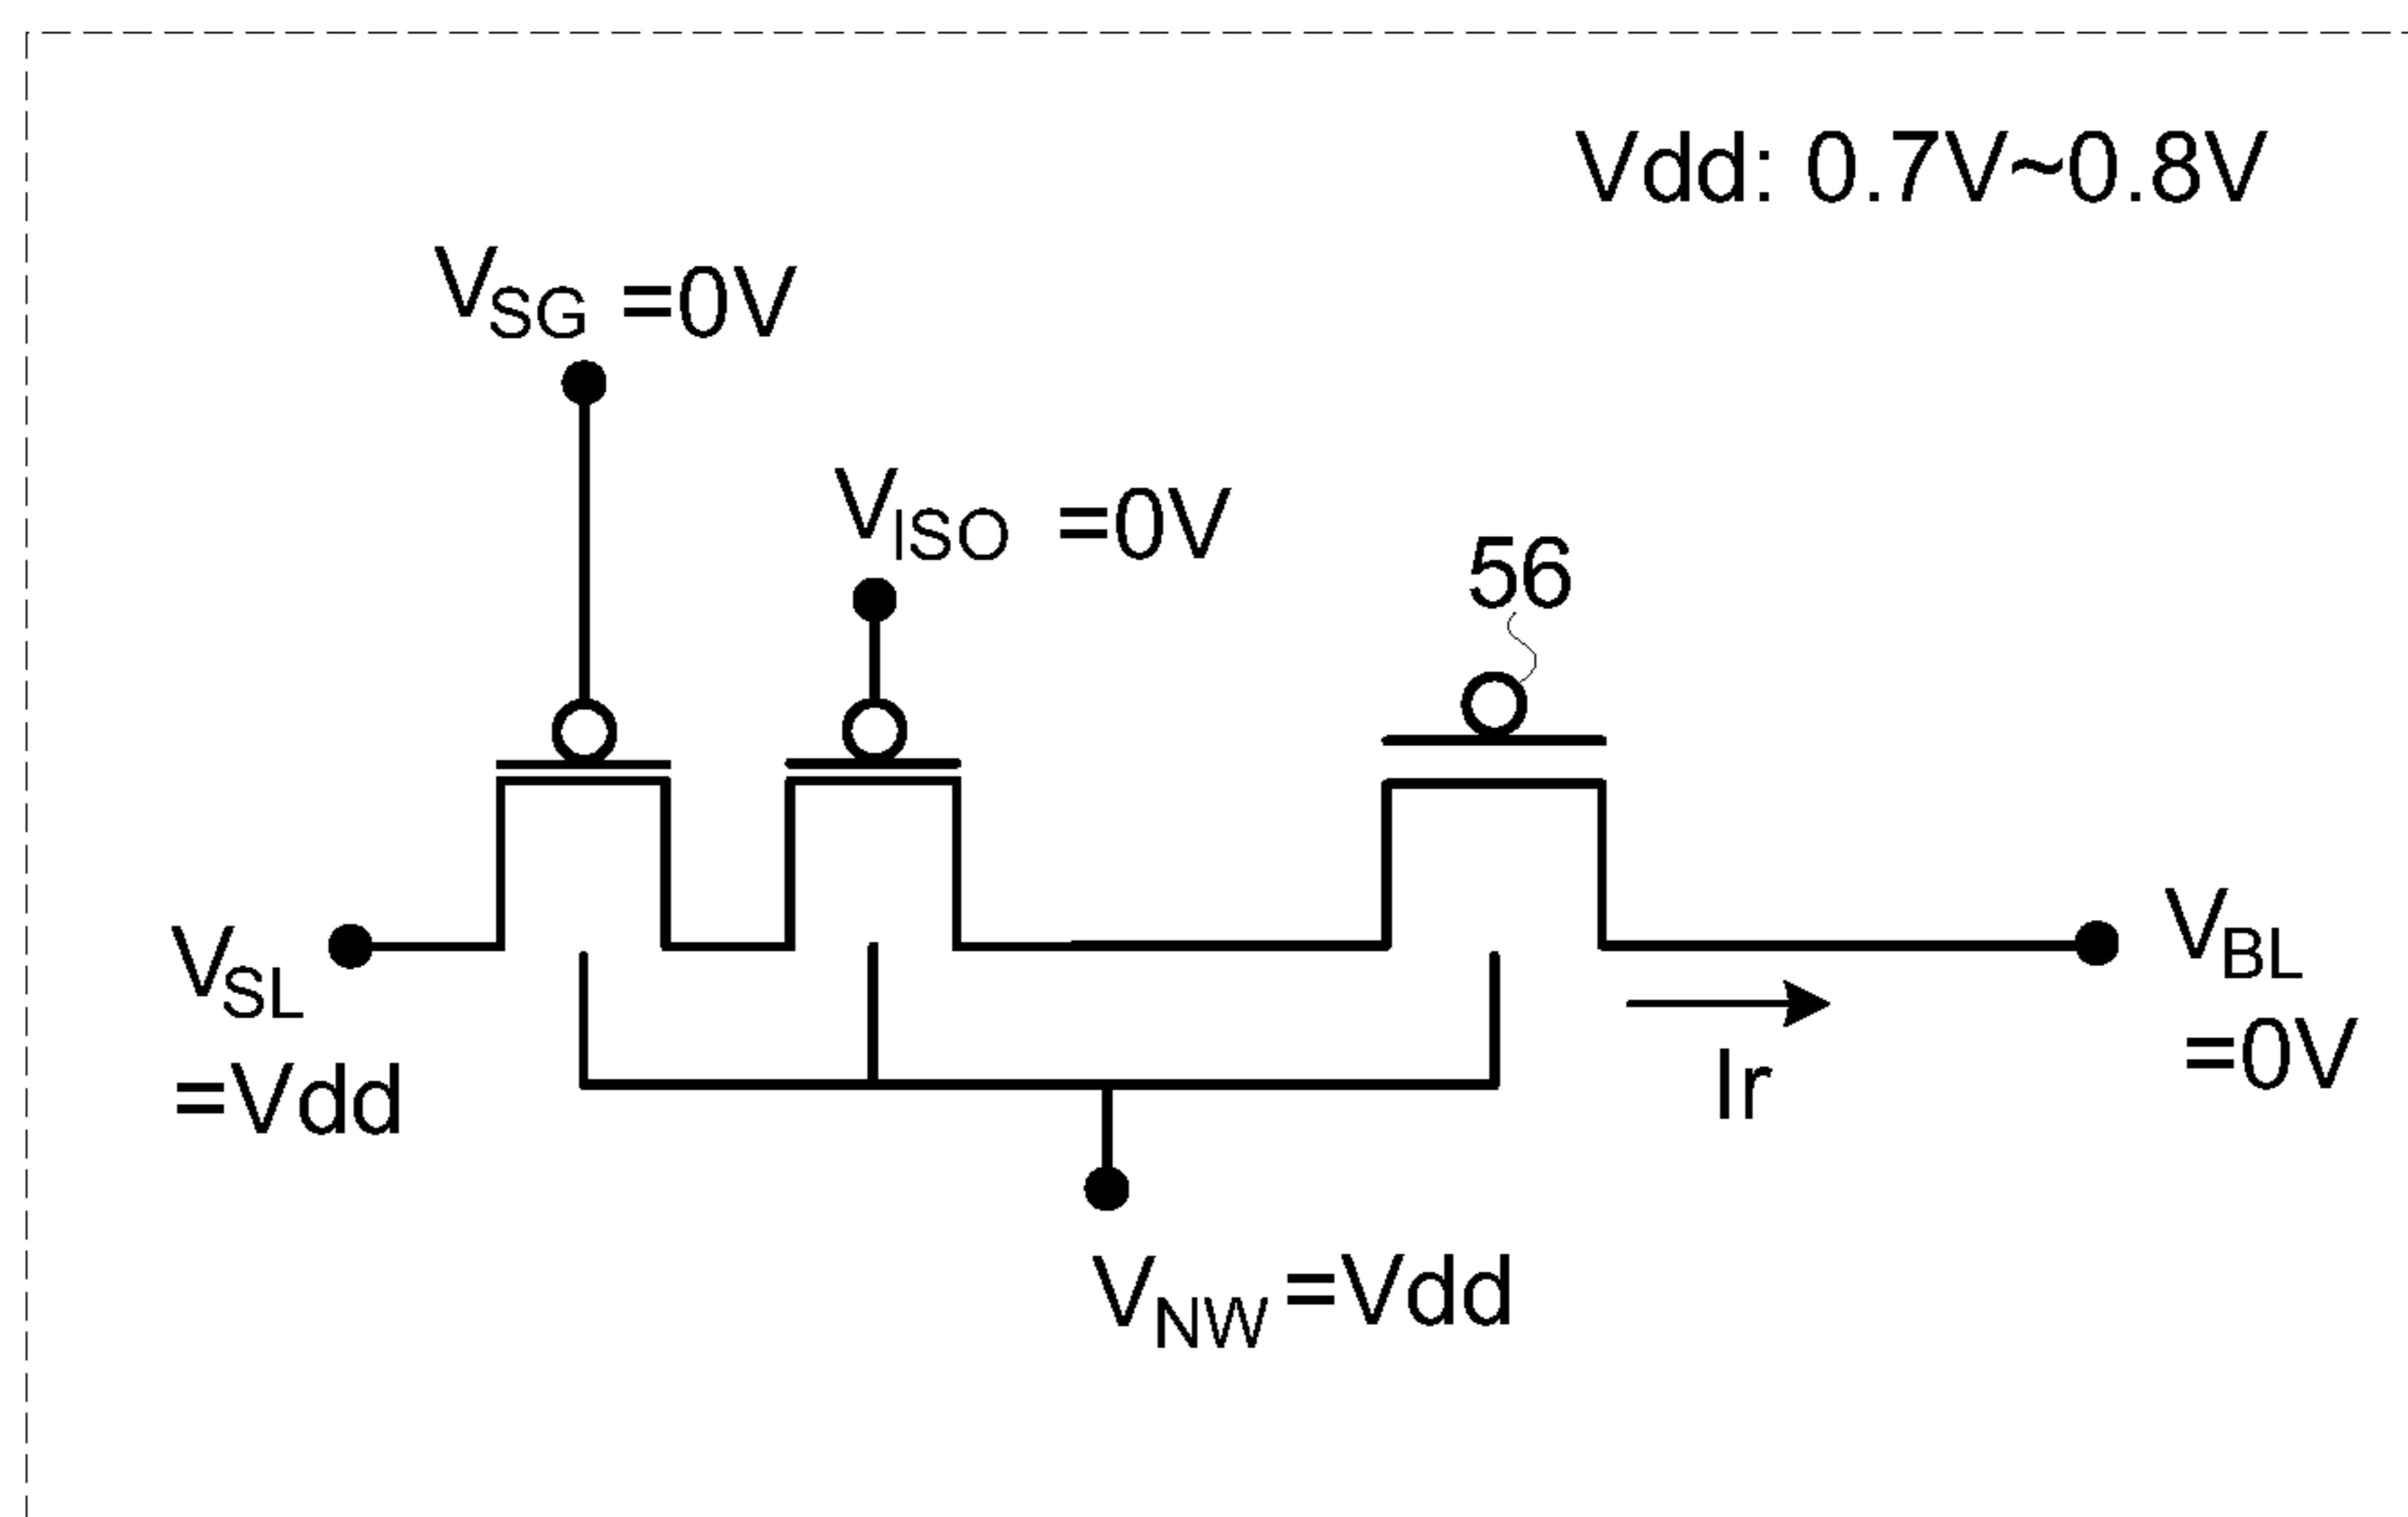 Vdd: 0.7V~0.8V
VSG =0V
VISO =0V
56
VSL
=Vdd
VBL
=0V
Ir
VNW=Vdd